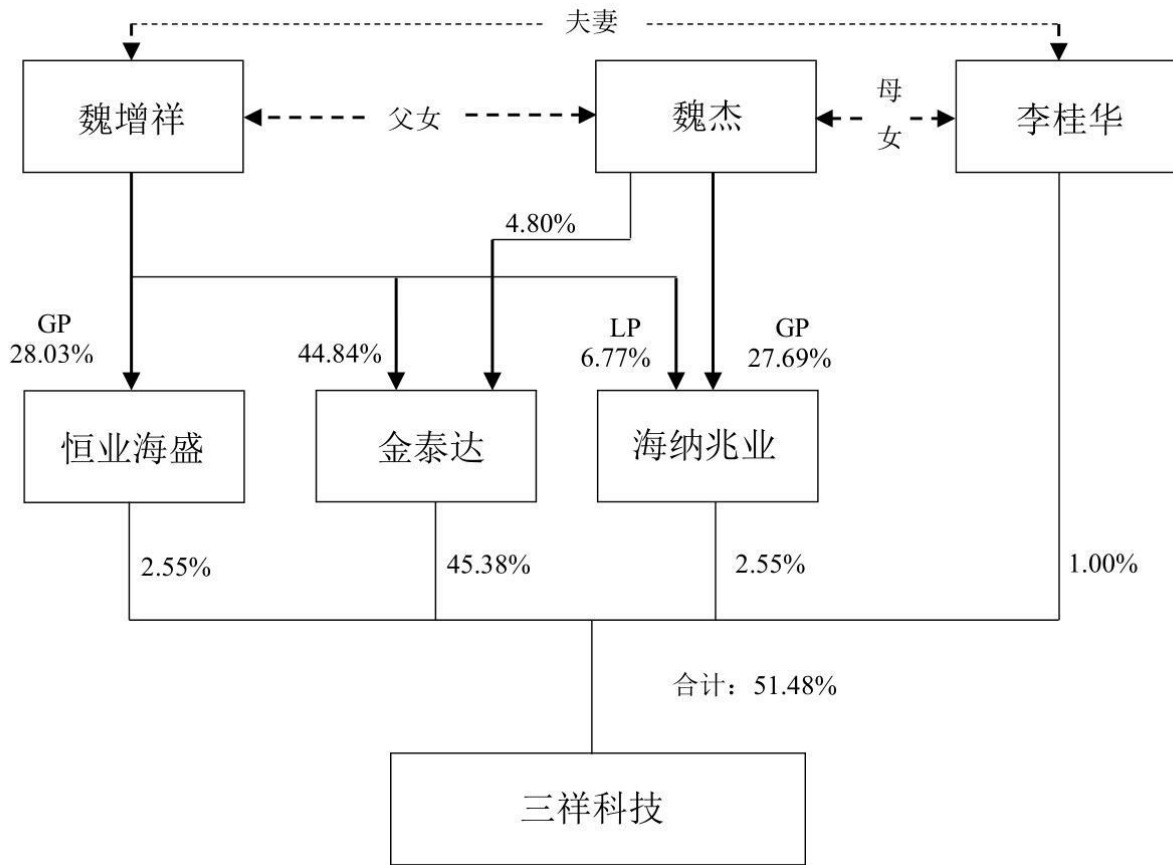 夫妻
魏增祥
父女
魏杰
母
女
李桂华
4.80%
GP
28.03%
44.84%
LP
6.77%
GP
27.69%
恒业海盛
金泰达
海纳兆业
2.55%
45.38%
2.55%
1.00%
合计：51.48%
三祥科技